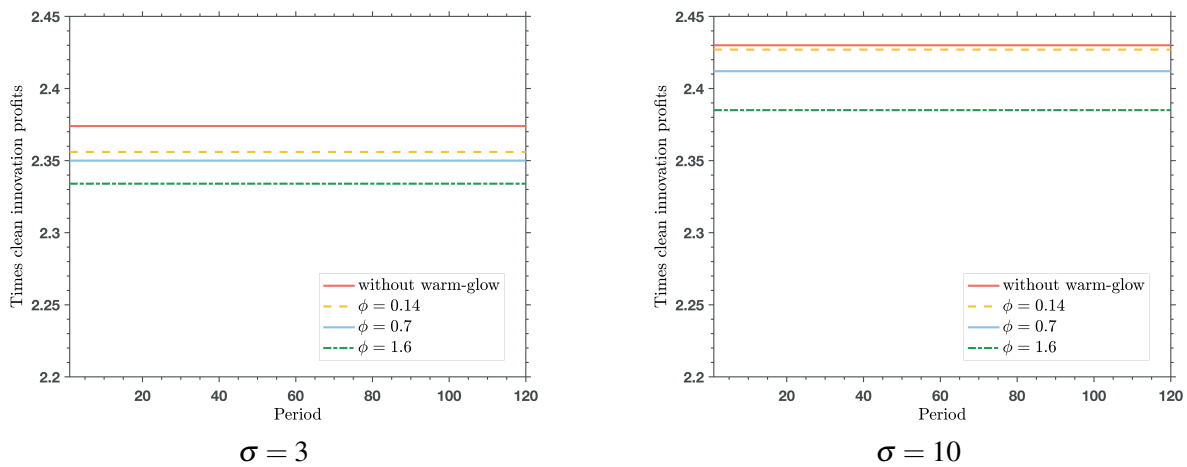 2.45
2.4
2.35
2.3
2.25
2.2
Times clean innovation profits
without warm-glow
ϕ = 0.14
ϕ = 0.7
ϕ = 1.6
20 40 60 80 100 120
Period
σ = 3
2.45
2.4
2.35
2.3
2.25
2.2
Times clean innovation profits
without warm-glow
ϕ = 0.14
ϕ = 0.7
ϕ = 1.6
20 40 60 80 100 120
Period
σ = 10